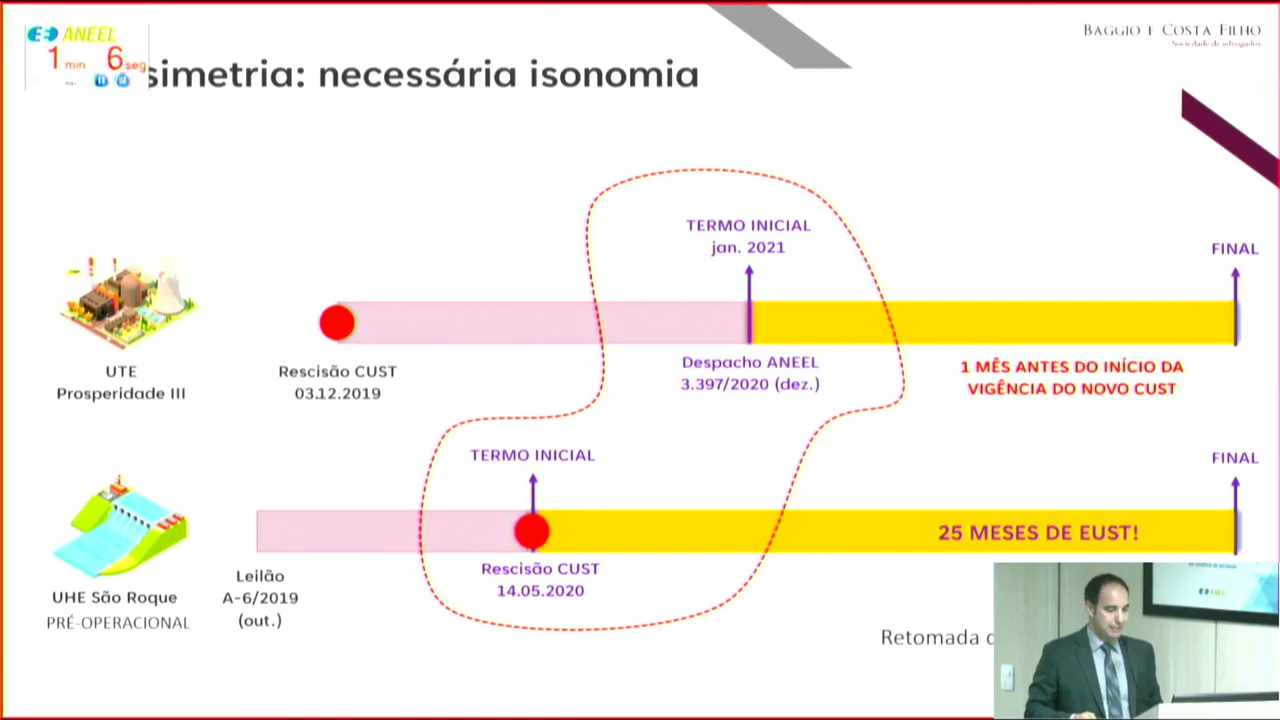 ANEEL
1 min 6 seg
simetria: necessária isonomia
BAGGIO E COSTA FILHO
Sociedade de advogados
TERMO INICIAL
jan. 2021
FINAL
UTE
Prosperidade III
Rescisão CUST
03.12.2019
Despacho ANEEL
3.397/2020 (dez.)
1 MÊS ANTES DO INÍCIO DA
VIGÊNCIA DO NOVO CUST
TERMO INICIAL
FINAL
25 MESES DE EUST!
UHE São Roque
PRÉ-OPERACIONAL
Leilão
A-6/2019
(out.)
Rescisão CUST
14.05.2020
Retomada
ANEEL